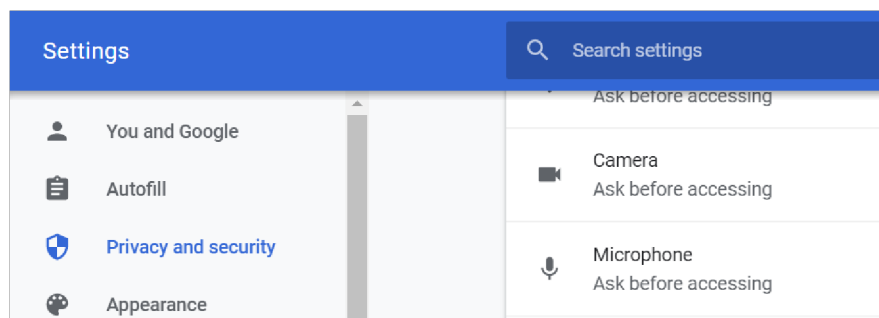 Settings
Search settings
You and Google
Autofill
Privacy and security
Appearance
Ask before accessing
Camera
Ask before accessing
Microphone
Ask before accessing